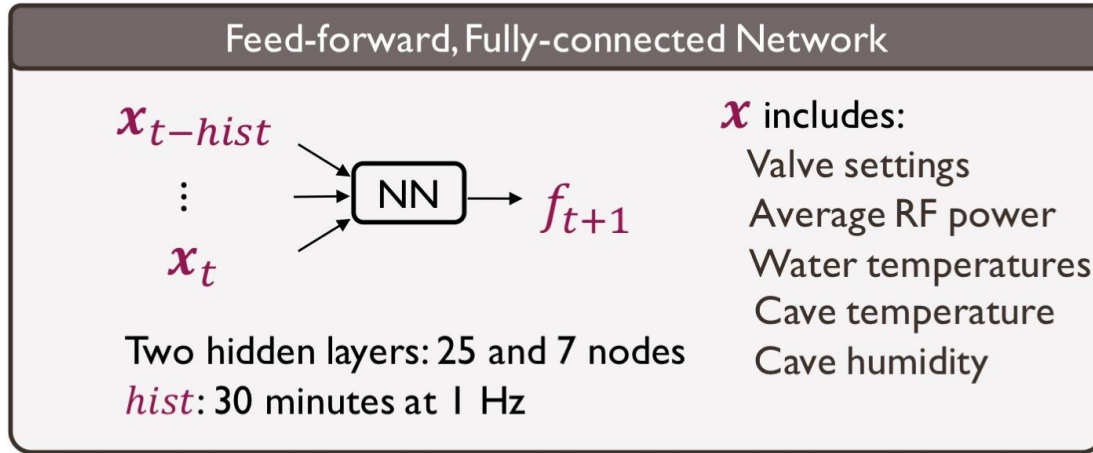 Feed-forward, Fully-connected Network
x_{t-hist}
⋮
x_t
NN
f_{t+1}
Two hidden layers: 25 and 7 nodes
hist: 30 minutes at 1 Hz
x includes:
Valve settings
Average RF power
Water temperatures
Cave temperature
Cave humidity